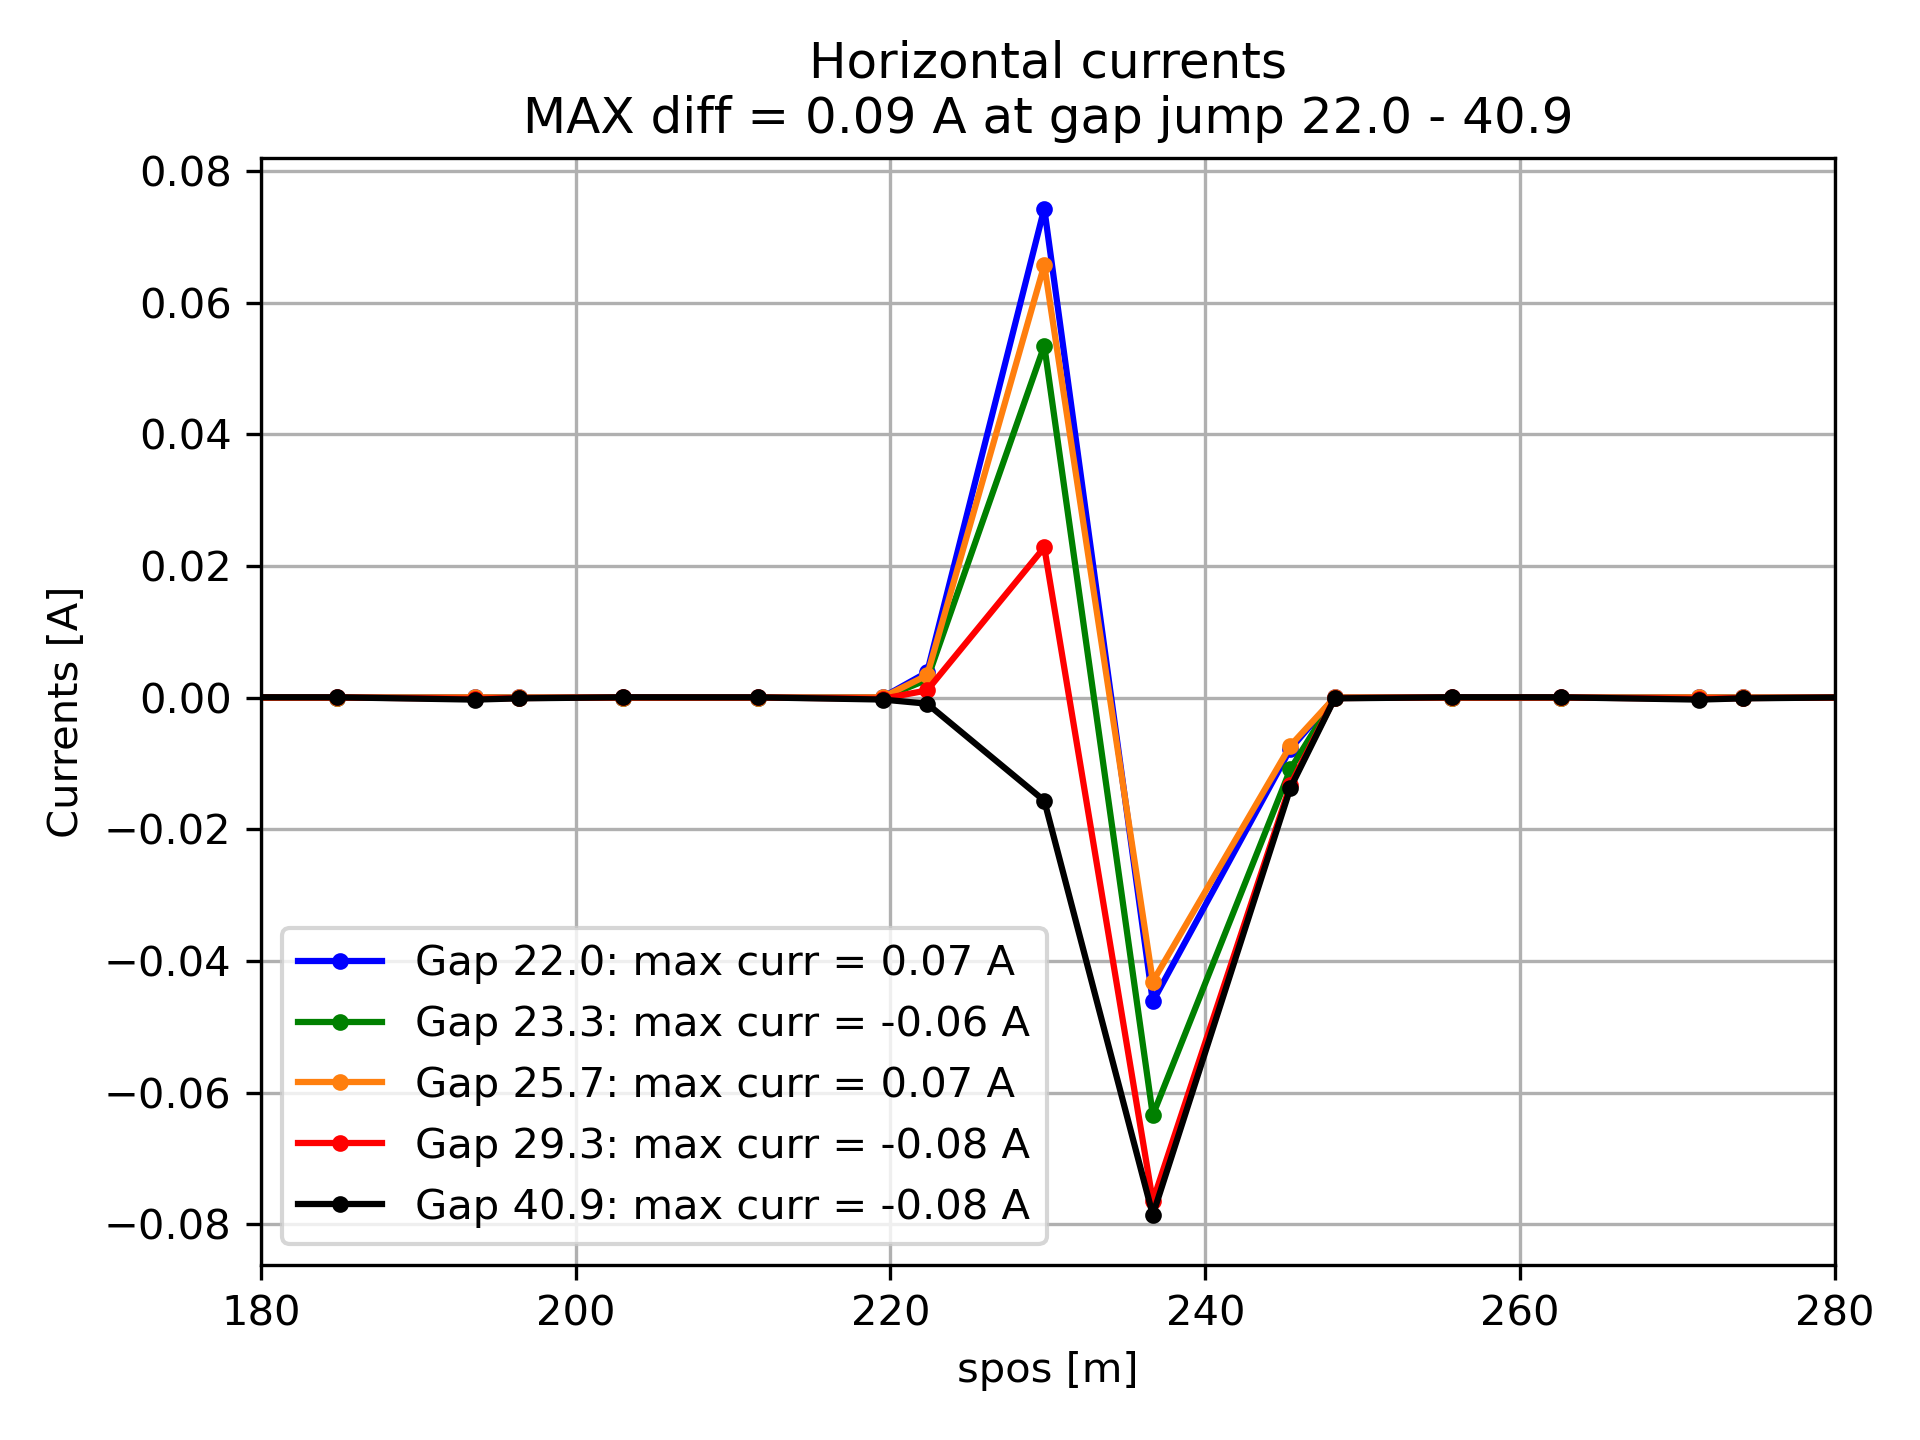 Horizontal currents
MAX diff = 0.09 A at gap jump 22.0 - 40.9
0.08
0.06
0.04
0.02
0.00
−0.02
−0.04
−0.06
−0.08
Currents [A]
Gap 22.0: max curr = 0.07 A
Gap 23.3: max curr = -0.06 A
Gap 25.7: max curr = 0.07 A
Gap 29.3: max curr = -0.08 A
Gap 40.9: max curr = -0.08 A
180 200 220 240 260 280
spos [m]